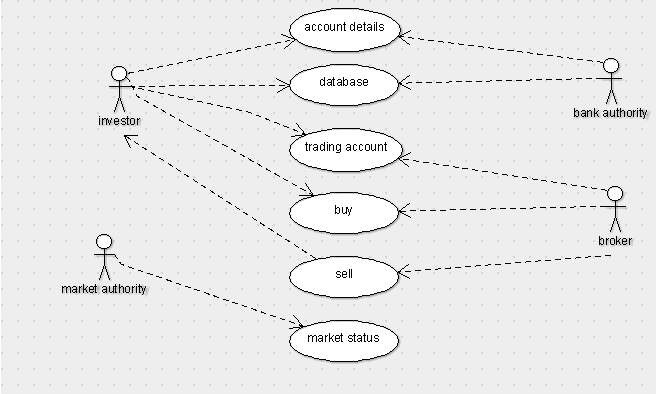 account details
database
investor
bank authority
trading account
buy
broker
sell
market authority
market status